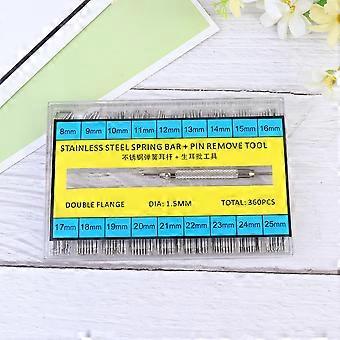 8mm 9mm 10mm 11mm 12mm 13mm 14mm 15mm 16mm
STAINLESS STEEL SPRING BAR + PIN REMOVE TOOL
不锈钢弹簧耳杆 + 生耳批工具
DOUBLE FLANGE DIA: 1.5MM TOTAL: 360PCS
17mm 18mm 19mm 20mm 21mm 22mm 23mm 24mm 25mm